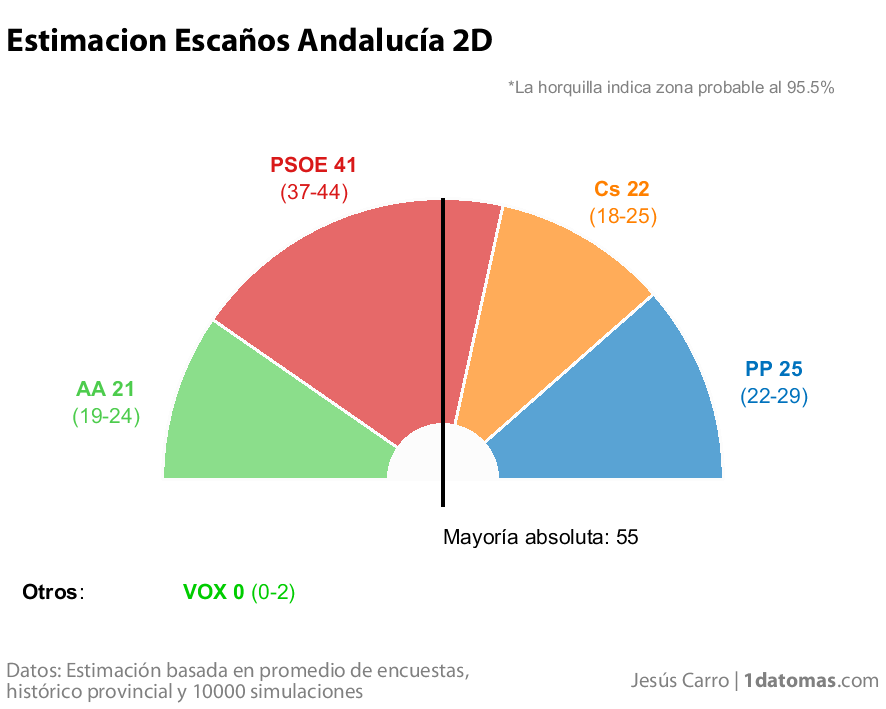 Estimacion Escaños Andalucía 2D
*La horquilla indica zona probable al 95.5%
PSOE 41
(37-44)
Cs 22
(18-25)
AA 21
(19-24)
PP 25
(22-29)
Mayoría absoluta: 55
Otros: VOX 0 (0-2)
Datos: Estimación basada en promedio de encuestas,
histórico provincial y 10000 simulaciones
Jesús Carro | 1datomas.com